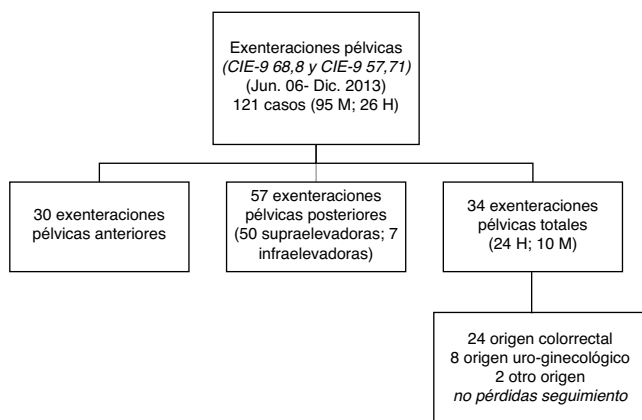 Exenteraciones pélvicas
(CIE-9 68,8 y CIE-9 57,71)
(Jun. 06- Dic. 2013)
121 casos (95 M; 26 H)
30 exenteraciones
pélvicas anteriores
57 exenteraciones
pélvicas posteriores
(50 supraelevadoras; 7
infraelevadoras)
34 exenteraciones
pélvicas totales
(24 H; 10 M)
24 origen colorrectal
8 origen uro-ginecológico
2 otro origen
no pérdidas seguimiento